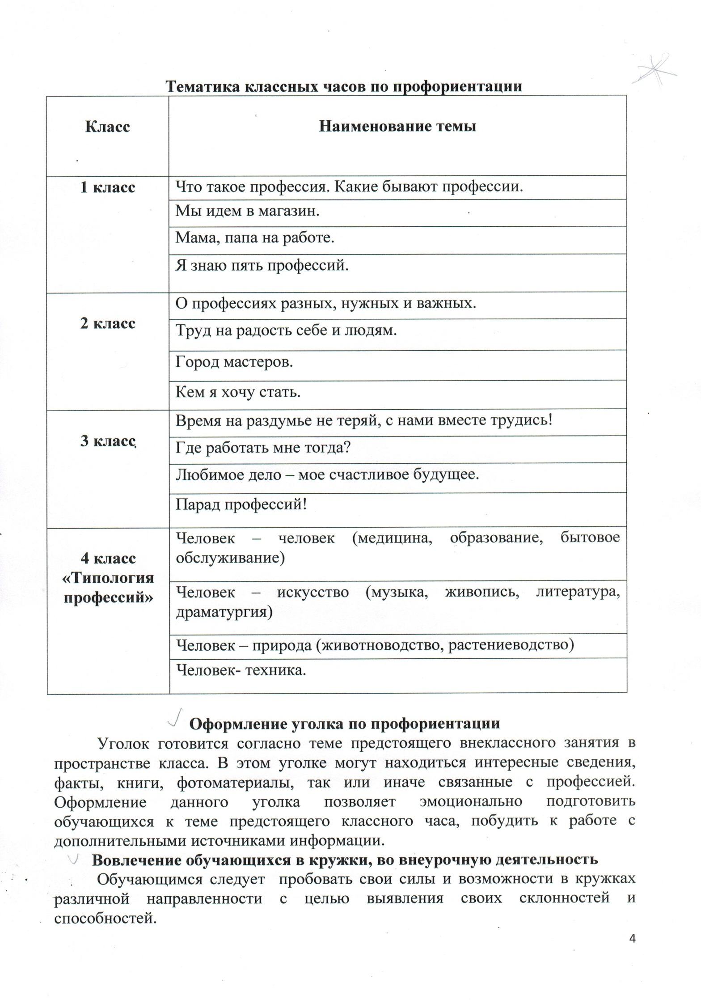 Тематика классных часов по профориентации
Класс
Наименование темы
1 класс
Что такое профессия. Какие бывают профессии.
Мы идем в магазин.
Мама, папа на работе.
Я знаю пять профессий.
2 класс
О профессиях разных, нужных и важных.
Труд на радость себе и людям.
Город мастеров.
Кем я хочу стать.
3 класс
Время на раздумье не теряй, с нами вместе трудись!
Где работать мне тогда?
Любимое дело – мое счастливое будущее.
Парад профессий!
4 класс
«Типология
профессий»
Человек – человек (медицина, образование, бытовое
обслуживание)
Человек – искусство (музыка, живопись, литература,
драматургия)
Человек – природа (животноводство, растениеводство)
Человек- техника.
Оформление уголка по профориентации
Уголок готовится согласно теме предстоящего внеклассного занятия в
пространстве класса. В этом уголке могут находиться интересные сведения,
факты, книги, фотоматериалы, так или иначе связанные с профессией.
Оформление данного уголка позволяет эмоционально подготовить
обучающихся к теме предстоящего классного часа, побудить к работе с
дополнительными источниками информации.
Вовлечение обучающихся в кружки, во внеурочную деятельность
Обучающимся следует пробовать свои силы и возможности в кружках
различной направленности с целью выявления своих склонностей и
способностей.
4